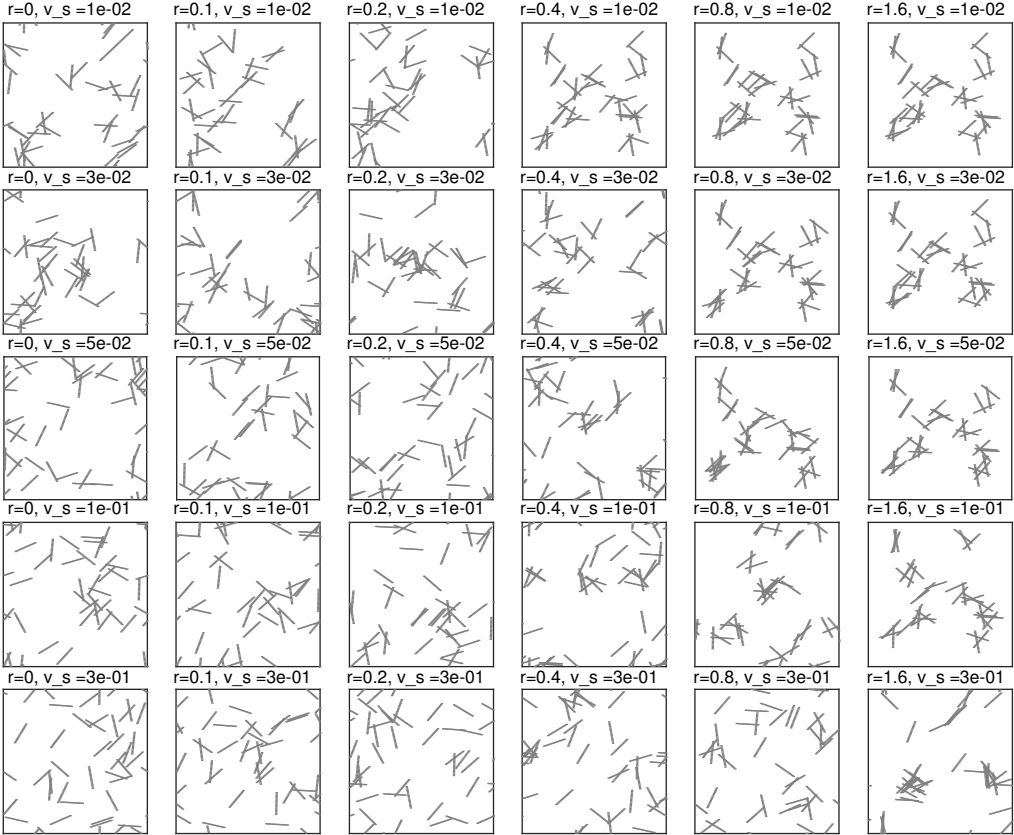 r=0, v_s =1e-02 r=0.1, v_s =1e-02 r=0.2, v_s =1e-02 r=0.4, v_s =1e-02 r=0.8, v_s =1e-02 r=1.6, v_s =1e-02
r=0, v_s =3e-02 r=0.1, v_s =3e-02 r=0.2, v_s =3e-02 r=0.4, v_s =3e-02 r=0.8, v_s =3e-02 r=1.6, v_s =3e-02
r=0, v_s =5e-02 r=0.1, v_s =5e-02 r=0.2, v_s =5e-02 r=0.4, v_s =5e-02 r=0.8, v_s =5e-02 r=1.6, v_s =5e-02
r=0, v_s =1e-01 r=0.1, v_s =1e-01 r=0.2, v_s =1e-01 r=0.4, v_s =1e-01 r=0.8, v_s =1e-01 r=1.6, v_s =1e-01
r=0, v_s =3e-01 r=0.1, v_s =3e-01 r=0.2, v_s =3e-01 r=0.4, v_s =3e-01 r=0.8, v_s =3e-01 r=1.6, v_s =3e-01